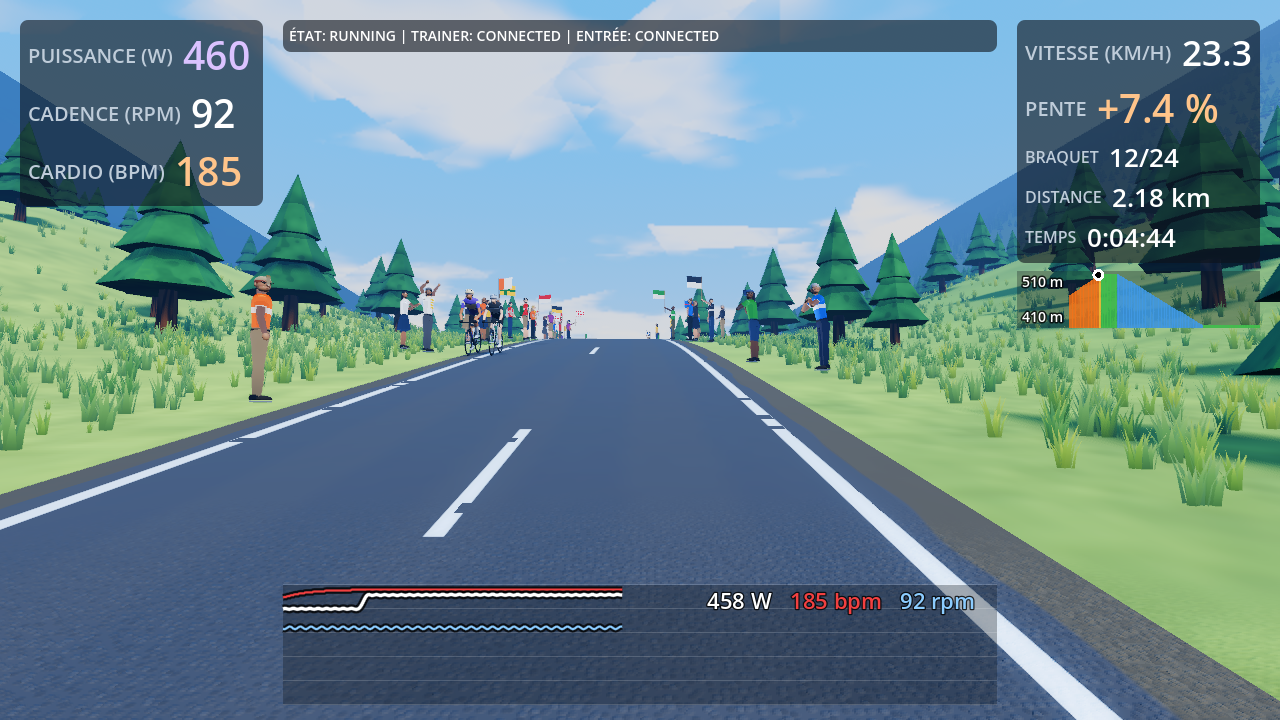 PUISSANCE (W) 460
CADENCE (RPM) 92
CARDIO (BPM) 185
ÉTAT: RUNNING | TRAINER: CONNECTED | ENTRÉE: CONNECTED
VITESSE (KM/H) 23.3
PENTE +7.4 %
BRAQUET 12/24
DISTANCE 2.18 km
TEMPS 0:04:44
510 m
410 m
458 W 185 bpm 92 rpm